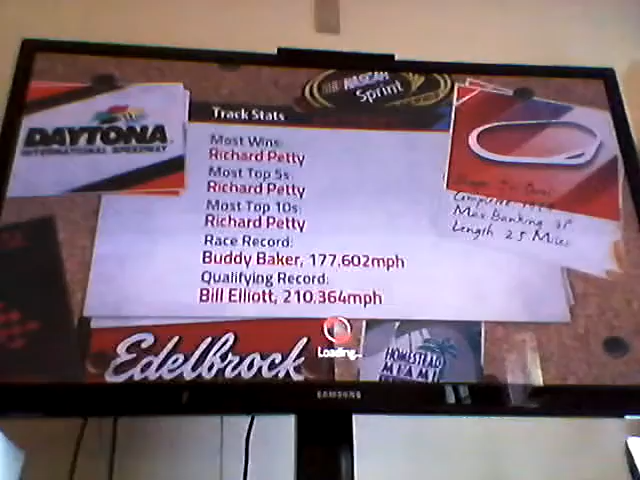 DAYTONA
INTERNATIONAL SPEEDWAY
NASCAR
Sprint
Track Stats
Most Wins:
Richard Petty
Most Top 5s:
Richard Petty
Most Top 10s:
Richard Petty
Race Record:
Buddy Baker, 177.602mph
Qualifying Record:
Bill Elliott, 210.364mph
Max Banking 31°
Length 2.5 Miles
Edelbrock
Loading...
HOMESTEAD
MIAMI
SAMSUNG